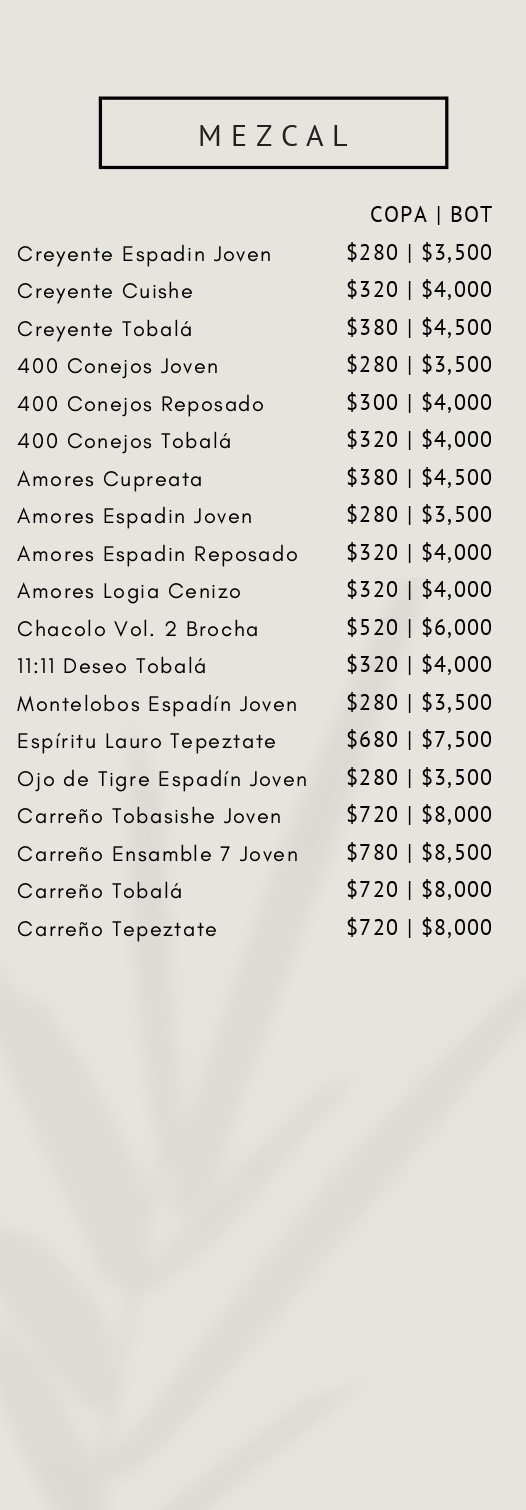 MEZCAL
COPA | BOT
Creyente Espadin Joven $280 | $3,500
Creyente Cuishe $320 | $4,000
Creyente Tobalá $380 | $4,500
400 Conejos Joven $280 | $3,500
400 Conejos Reposado $300 | $4,000
400 Conejos Tobalá $320 | $4,000
Amores Cupreata $380 | $4,500
Amores Espadin Joven $280 | $3,500
Amores Espadin Reposado $320 | $4,000
Amores Logia Cenizo $320 | $4,000
Chacolo Vol. 2 Brocha $520 | $6,000
11:11 Deseo Tobalá $320 | $4,000
Montelobos Espadín Joven $280 | $3,500
Espíritu Lauro Tepeztate $680 | $7,500
Ojo de Tigre Espadín Joven $280 | $3,500
Carreño Tobasishe Joven $720 | $8,000
Carreño Ensamble 7 Joven $780 | $8,500
Carreño Tobalá $720 | $8,000
Carreño Tepeztate $720 | $8,000